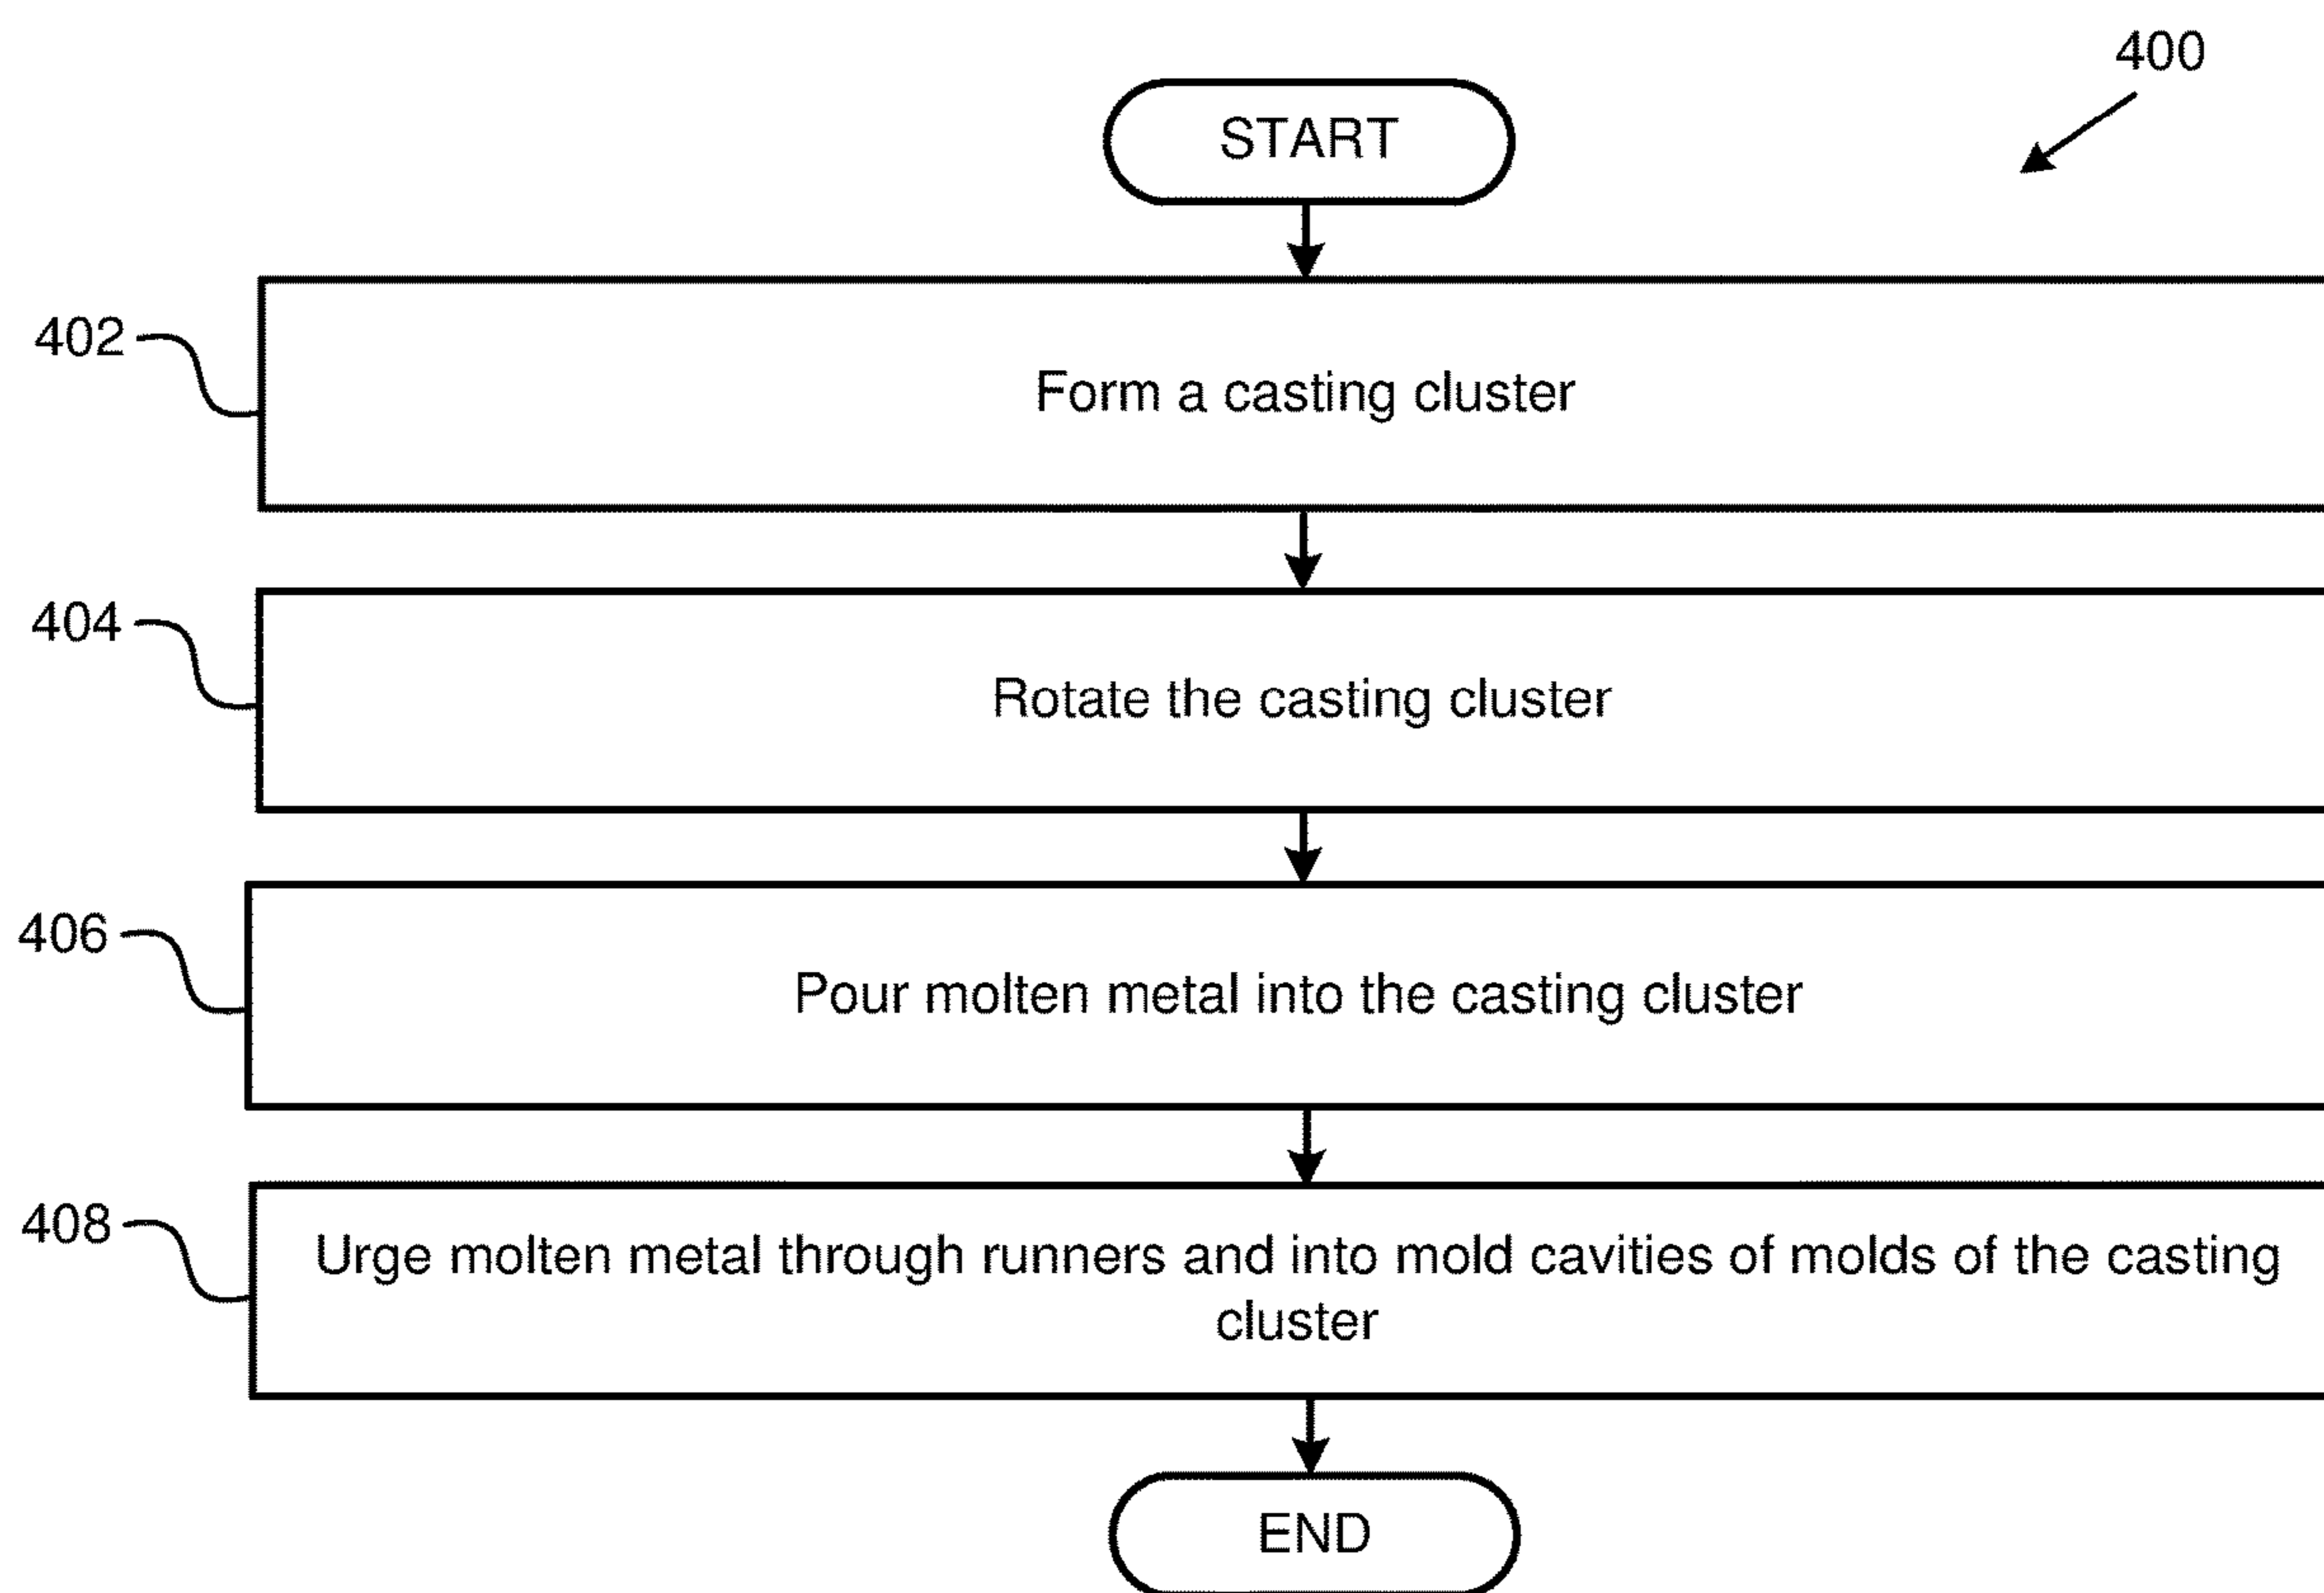 400
START
402
Form a casting cluster
404
Rotate the casting cluster
406
Pour molten metal into the casting cluster
408
Urge molten metal through runners and into mold cavities of molds of the casting
cluster
END